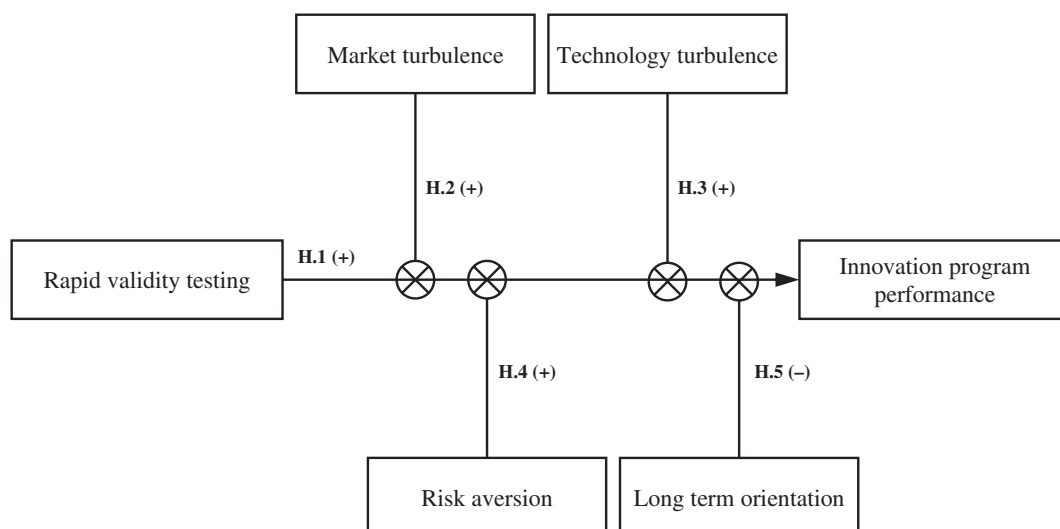 Market turbulence
Technology turbulence
H.2 (+)
H.3 (+)
H.1 (+)
Rapid validity testing
Innovation program
performance
H.4 (+)
H.5 (–)
Risk aversion
Long term orientation